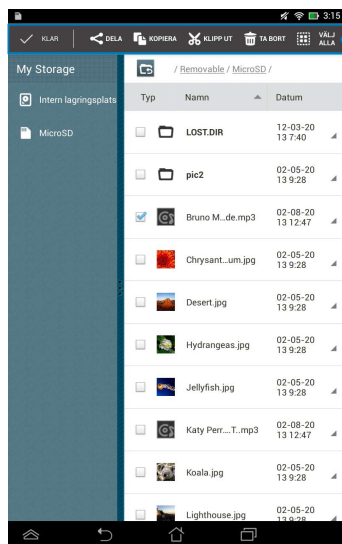 3:15
KLAR
DELA
KOPIERA
KLIPP UT
TA BORT
VÄLJ ALLA
My Storage
/ Removable / MicroSD /
Intern lagringsplats
MicroSD
Typ Namn Datum
LOST.DIR 12-03-20
13 7:40
pic2 02-05-20
13 9:28
Bruno M...de.mp3 02-08-20
13 12:47
Chrysant...um.jpg 02-05-20
13 9:28
Desert.jpg 02-05-20
13 9:28
Hydrangeas.jpg 02-05-20
13 9:28
Jellyfish.jpg 02-05-20
13 9:28
Katy Perr....T..mp3 02-08-20
13 12:47
Koala.jpg 02-05-20
13 9:28
Lighthouse.jpg 02-05-20
13 9:28